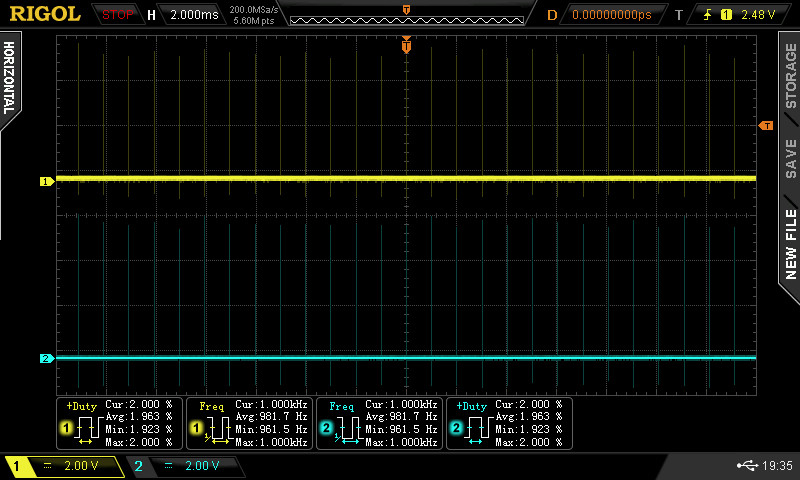 RIGOL STOP H 2.000ms 200.0MSa/s 5.60M pts T D 0.00000000ps T 1 2.48 V
HORIZONTAL
T
T
STORAGE
SAVE
NEW FILE
1
2
+Duty Cur:2.000 %
Avg:1.963 %
1 Min:1.923 %
Max:2.000 %
Freq Cur:1.000kHz
Avg:981.7 Hz
1 Min:961.5 Hz
Max:1.000kHz
Freq Cur:1.000kHz
Avg:981.7 Hz
2 Min:961.5 Hz
Max:1.000kHz
+Duty Cur:2.000 %
Avg:1.963 %
2 Min:1.923 %
Max:2.000 %
1 2.00 V 2 2.00 V 19:35